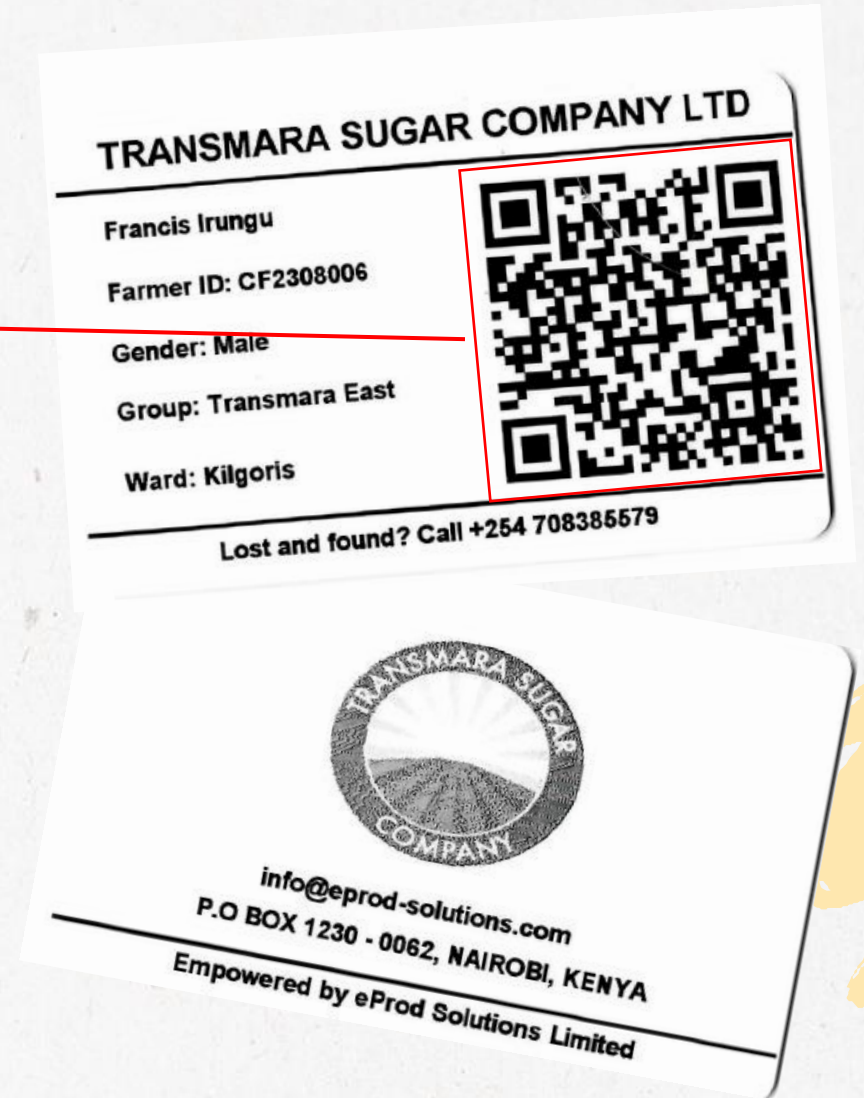 TRANSMARA SUGAR COMPANY LTD
Francis Irungu
Farmer ID: CF2308006
Gender: Male
Group: Transmara East
Ward: Kilgoris
Lost and found? Call +254 708385579
TRANSMARA SUGAR
COMPANY
info@eprod-solutions.com
P.O BOX 1230 - 0062, NAIROBI, KENYA
Empowered by eProd Solutions Limited